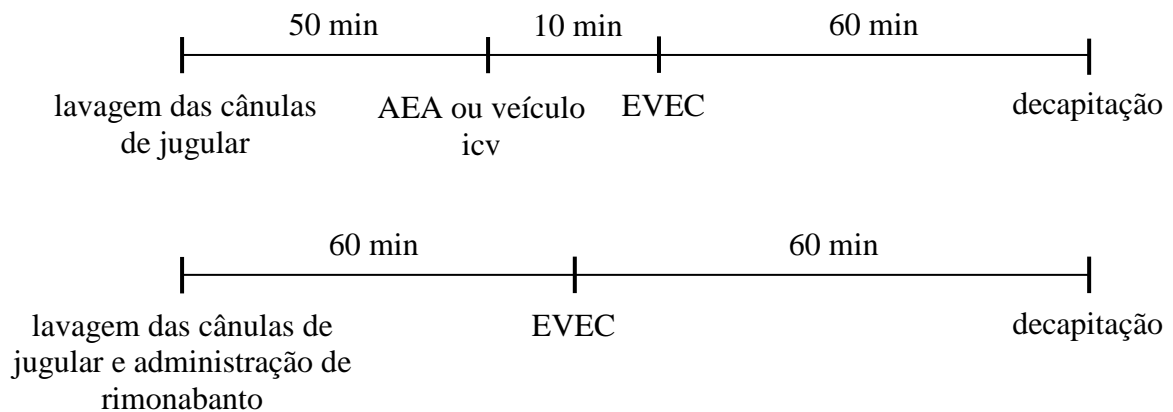 50 min 10 min 60 min
lavagem das cânulas de jugular AEA ou veículo icv EVEC decapitação
60 min 60 min
lavagem das cânulas de jugular e administração de rimonabanto EVEC decapitação